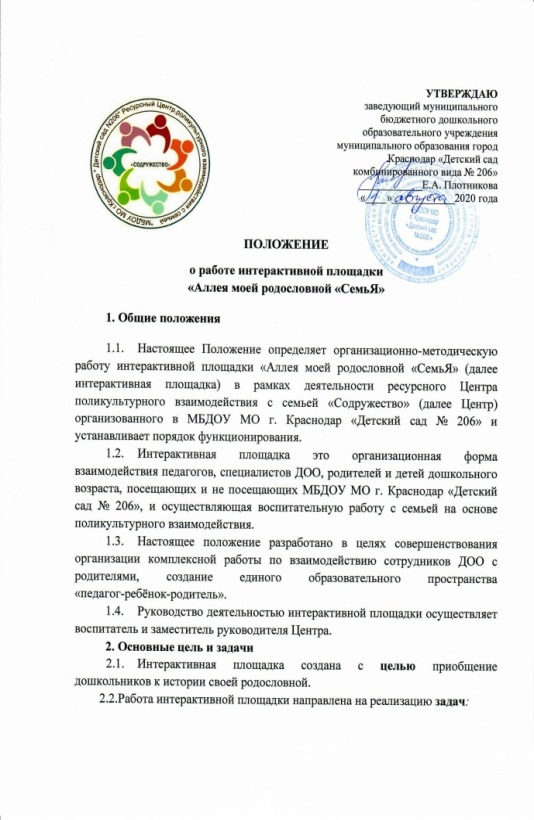 УТВЕРЖДАЮ
заведующий муниципального
бюджетного дошкольного
образовательного учреждения
муниципального образования город
Краснодар «Детский сад
комбинированного вида № 206»
Е.А. Плотникова
« » августа 2020 года
"МБДОУ МО г.Краснодар " Детский сад №206" Ресурсный Центр поликультурного взаимодействия с семьей
«СОДРУЖЕСТВО»
«Детский сад
№206»
ПОЛОЖЕНИЕ
о работе интерактивной площадки
«Аллея моей родословной «СемьЯ»
1. Общие положения
1.1. Настоящее Положение определяет организационно-методическую
работу интерактивной площадки «Аллея моей родословной «СемьЯ» (далее
интерактивная площадка) в рамках деятельности ресурсного Центра
поликультурного взаимодействия с семьей «Содружество» (далее Центр)
организованного в МБДОУ МО г. Краснодар «Детский сад № 206» и
устанавливает порядок функционирования.
1.2. Интерактивная площадка это организационная форма
взаимодействия педагогов, специалистов ДОО, родителей и детей дошкольного
возраста, посещающих и не посещающих МБДОУ МО г. Краснодар «Детский
сад № 206», и осуществляющая воспитательную работу с семьей на основе
поликультурного взаимодействия.
1.3. Настоящее положение разработано в целях совершенствования
организации комплексной работы по взаимодействию сотрудников ДОО с
родителями, создание единого образовательного пространства
«педагог-ребёнок-родитель».
1.4. Руководство деятельностью интерактивной площадки осуществляет
воспитатель и заместитель руководителя Центра.
2. Основные цель и задачи
2.1. Интерактивная площадка создана с целью приобщение
дошкольников к истории своей родословной.
2.2.Работа интерактивной площадки направлена на реализацию задач: